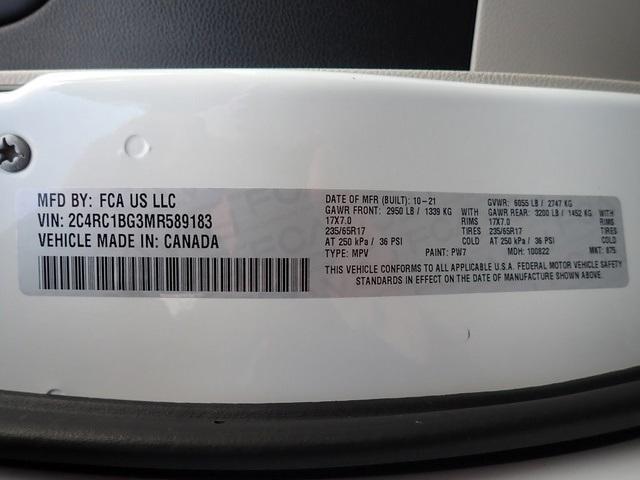 MFD BY: FCA US LLC
VIN: 2C4RC1BG3MR589183
VEHICLE MADE IN: CANADA
DATE OF MFR (BUILT): 10-21 GVWR: 6055 LB / 2747 KG
GAWR FRONT: 2950 LB / 1339 KG WITH GAWR REAR: 3200 LB / 1452 KG WITH
17X7.0 RIMS 17X7.0 RIMS
235/65R17 TIRES 235/65R17 TIRES
AT 250 kPa / 36 PSI COLD AT 250 kPa / 36 PSI COLD
TYPE: MPV PAINT: PW7 MDH: 100822 MKT: 875
THIS VEHICLE CONFORMS TO ALL APPLICABLE U.S.A. FEDERAL MOTOR VEHICLE SAFETY
STANDARDS IN EFFECT ON THE DATE OF MANUFACTURE SHOWN ABOVE.